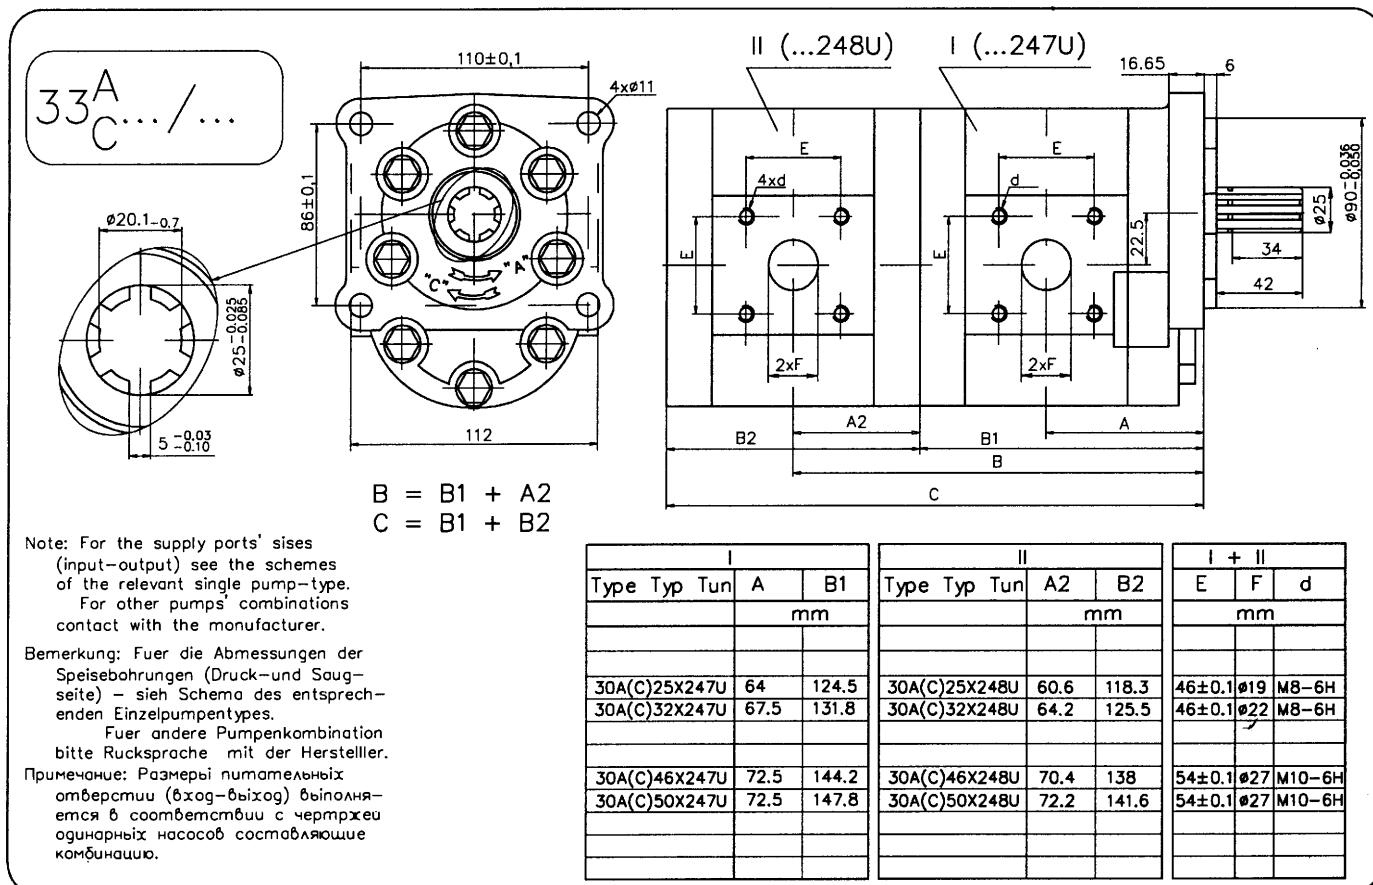 33 A C ... / ...
110±0,1
4xø11
86±0,1
"C" "A"
112
ø20.1-0.7
ø25 -0.025 -0.085
5 -0.03 -0.10
II (...248U)
I (...247U)
16.65
6
E
E
4xd
d
E
E
22.5
ø25
ø90 -0,036 -0,050
34
42
2xF
2xF
A2
A
B2
B1
B
C
B = B1 + A2
C = B1 + B2
Note: For the supply ports' sises
(input-output) see the schemes
of the relevant single pump-type.
For other pumps' combinations
contact with the monufacturer.
Bemerkung: Fuer die Abmessungen der
Speisebohrungen (Druck-und Saug-
seite) - sieh Schema des entsprech-
enden Einzelpumpentypes.
Fuer andere Pumpenkombination
bitte Rucksprache mit der Herstelller.
Примечание: Размеры питательных
отверстии (вход-выход) выполня-
ется в соответствии с чертржеи
одинарных насосов составляющие
комбинацию.
I
Type Typ Tun A B1
mm
30A(C)25X247U 64 124.5
30A(C)32X247U 67.5 131.8
30A(C)46X247U 72.5 144.2
30A(C)50X247U 72.5 147.8
II
Type Typ Tun A2 B2
mm
30A(C)25X248U 60.6 118.3
30A(C)32X248U 64.2 125.5
30A(C)46X248U 70.4 138
30A(C)50X248U 72.2 141.6
I + II
E F d
mm
46±0.1 ø19 M8-6H
46±0.1 ø22 M8-6H
54±0.1 ø27 M10-6H
54±0.1 ø27 M10-6H